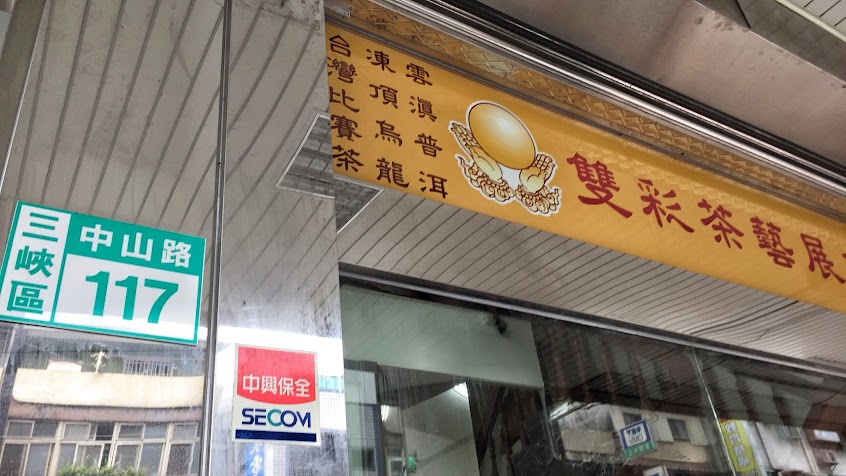 台灣比賽茶
凍頂烏龍
雲滇普洱
雙彩茶藝展
三峽區
中山路
117
中興保全
SECOM